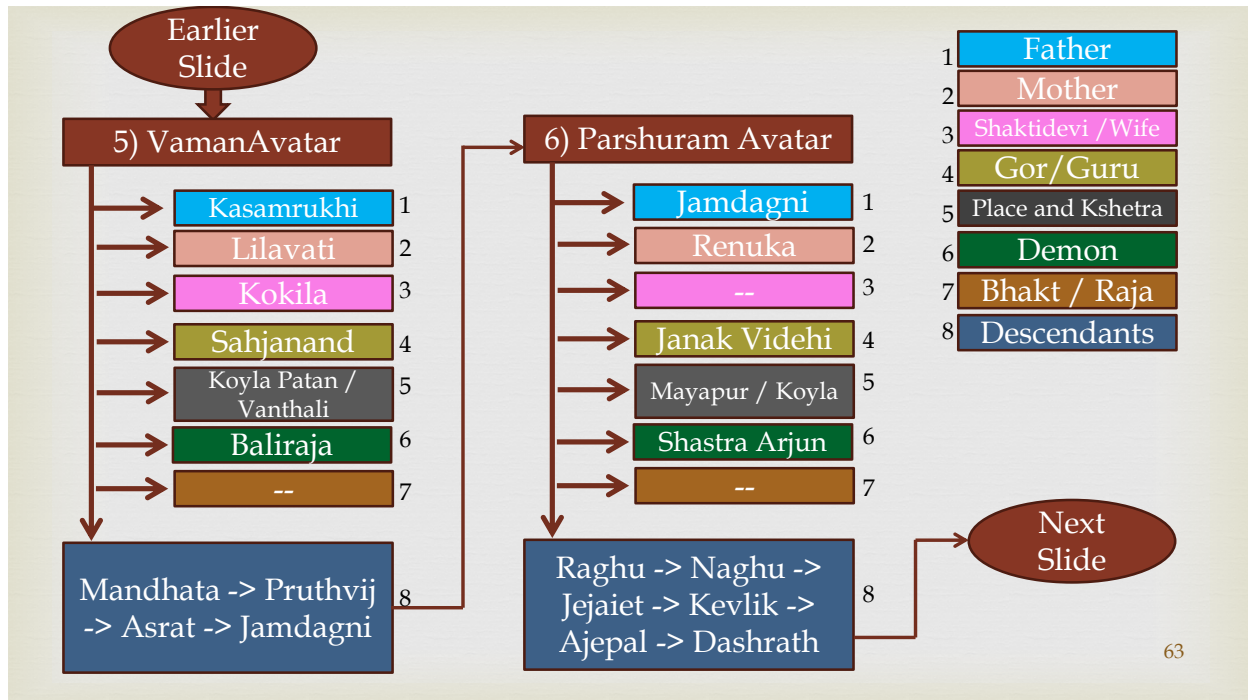 Earlier
Slide
5) VamanAvatar
Kasamrukhi 1
Lilavati 2
Kokila 3
Sahjanand 4
Koyla Patan /
Vanthali 5
Baliraja 6
-- 7
Mandhata -> Pruthvij
-> Asrat -> Jamdagni 8
6) Parshuram Avatar
Jamdagni 1
Renuka 2
-- 3
Janak Videhi 4
Mayapur / Koyla 5
Shastra Arjun 6
-- 7
Raghu -> Naghu ->
Jejaiet -> Kevlik -> 8
Ajepal -> Dashrath
1 Father
2 Mother
3 Shaktidevi /Wife
4 Gor/Guru
5 Place and Kshetra
6 Demon
7 Bhakt / Raja
8 Descendants
Next
Slide
63